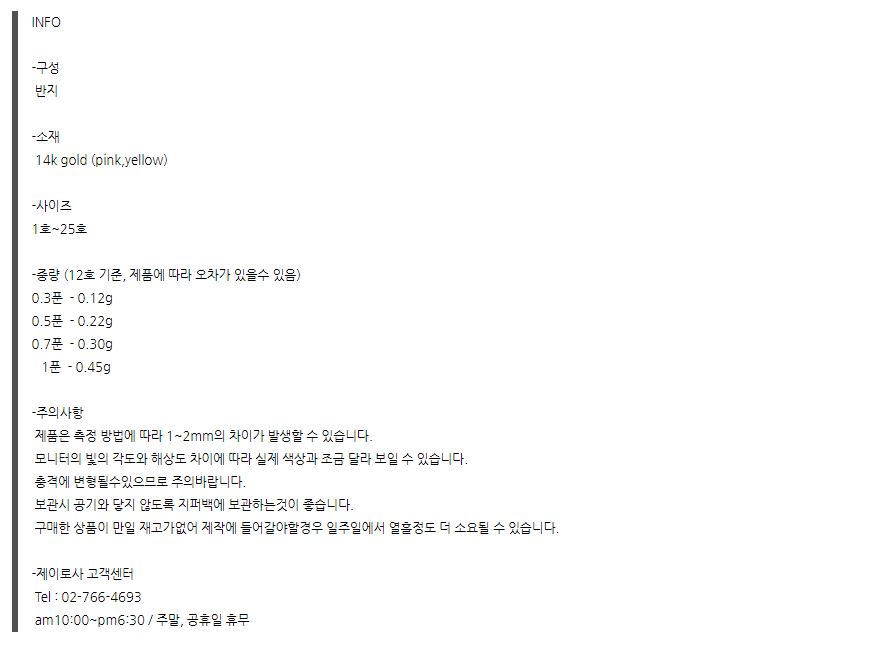 INFO
-구성
반지
-소재
14k gold (pink,yellow)
-사이즈
1호~25호
-중량 (12호 기준, 제품에 따라 오차가 있을수 있음)
0.3푼 - 0.12g
0.5푼 - 0.22g
0.7푼 - 0.30g
1푼 - 0.45g
-주의사항
제품은 측정 방법에 따라 1~2mm의 차이가 발생할 수 있습니다.
모니터의 빛의 각도와 해상도 차이에 따라 실제 색상과 조금 달라 보일 수 있습니다.
충격에 변형될수있으므로 주의바랍니다.
보관시 공기와 닿지 않도록 지퍼백에 보관하는것이 좋습니다.
구매한 상품이 만일 재고가없어 제작에 들어갈야할경우 일주일에서 열흘정도 더 소요될 수 있습니다.
-제이로사 고객센터
Tel : 02-766-4693
am10:00~pm6:30 / 주말, 공휴일 휴무